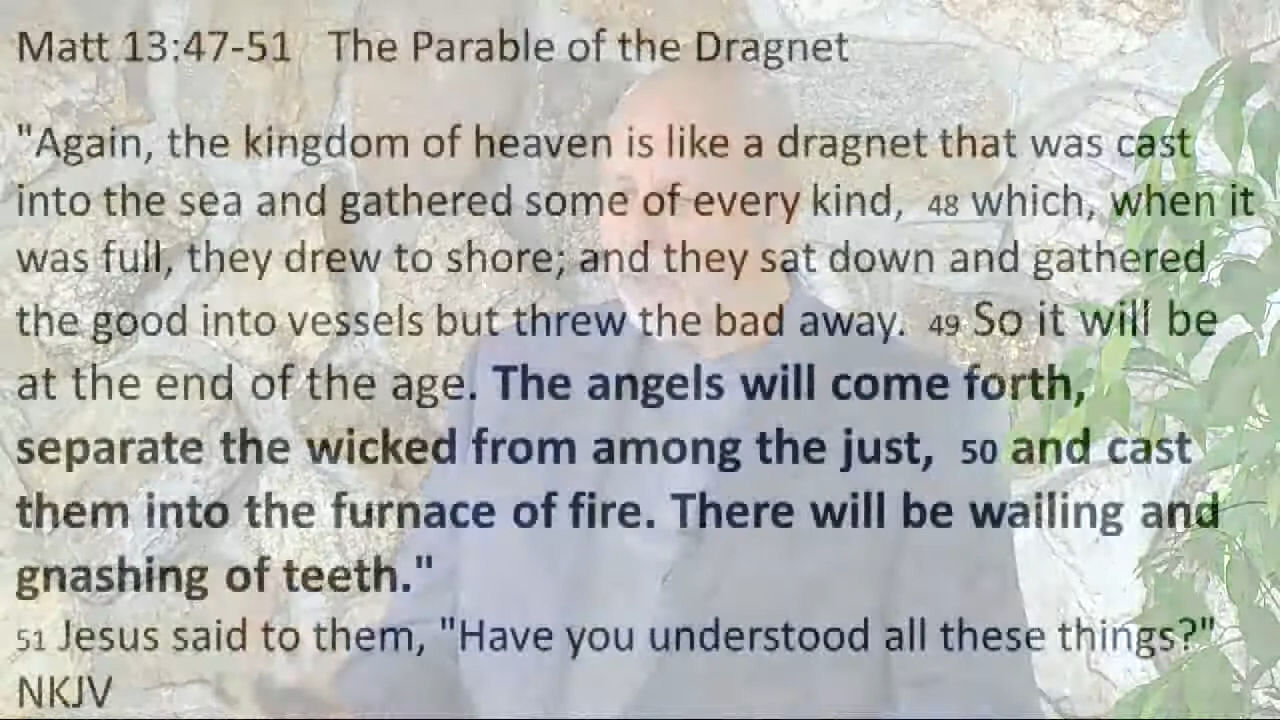 Matt 13:47-51 The Parable of the Dragnet
"Again, the kingdom of heaven is like a dragnet that was cast
into the sea and gathered some of every kind, 48 which, when it
was full, they drew to shore; and they sat down and gathered
the good into vessels but threw the bad away. 49 So it will be
at the end of the age. The angels will come forth,
separate the wicked from among the just, 50 and cast
them into the furnace of fire. There will be wailing and
gnashing of teeth."
51 Jesus said to them, "Have you understood all these things?"
NKJV